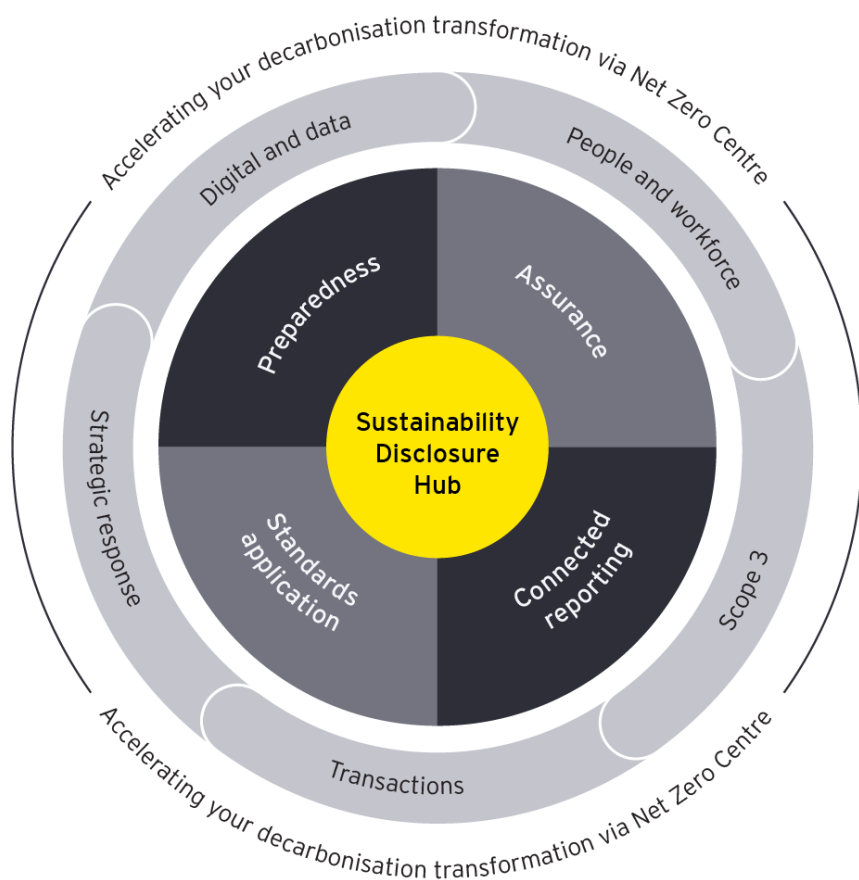 Accelerating your decarbonisation transformation via Net Zero Centre
Digital and data
People and workforce
Preparedness
Assurance
Sustainability
Disclosure
Hub
Strategic response
Standards
application
Connected
reporting
Scope 3
Transactions
Accelerating your decarbonisation transformation via Net Zero Centre